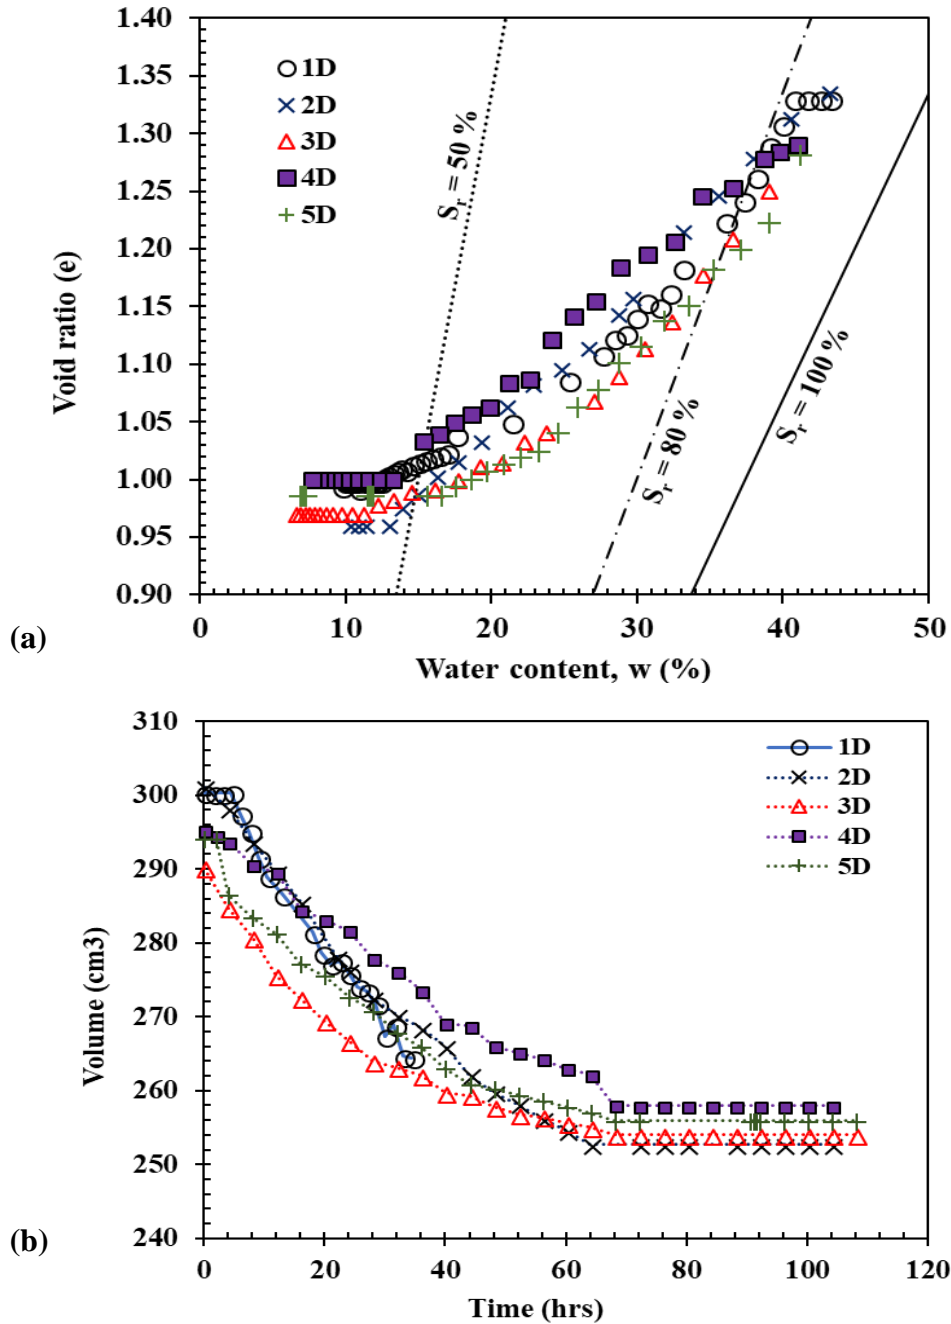 1.40
1.35
1.30
1.25
1.20
1.15
1.10
1.05
1.00
0.95
0.90
Void ratio (e)
1D
2D
3D
4D
5D
Sr = 50 %
Sr = 80 %
Sr = 100 %
0 10 20 30 40 50
Water content, w (%)
(a)
310
300
290
280
270
260
250
240
Volume (cm3)
1D
2D
3D
4D
5D
0 20 40 60 80 100 120
Time (hrs)
(b)